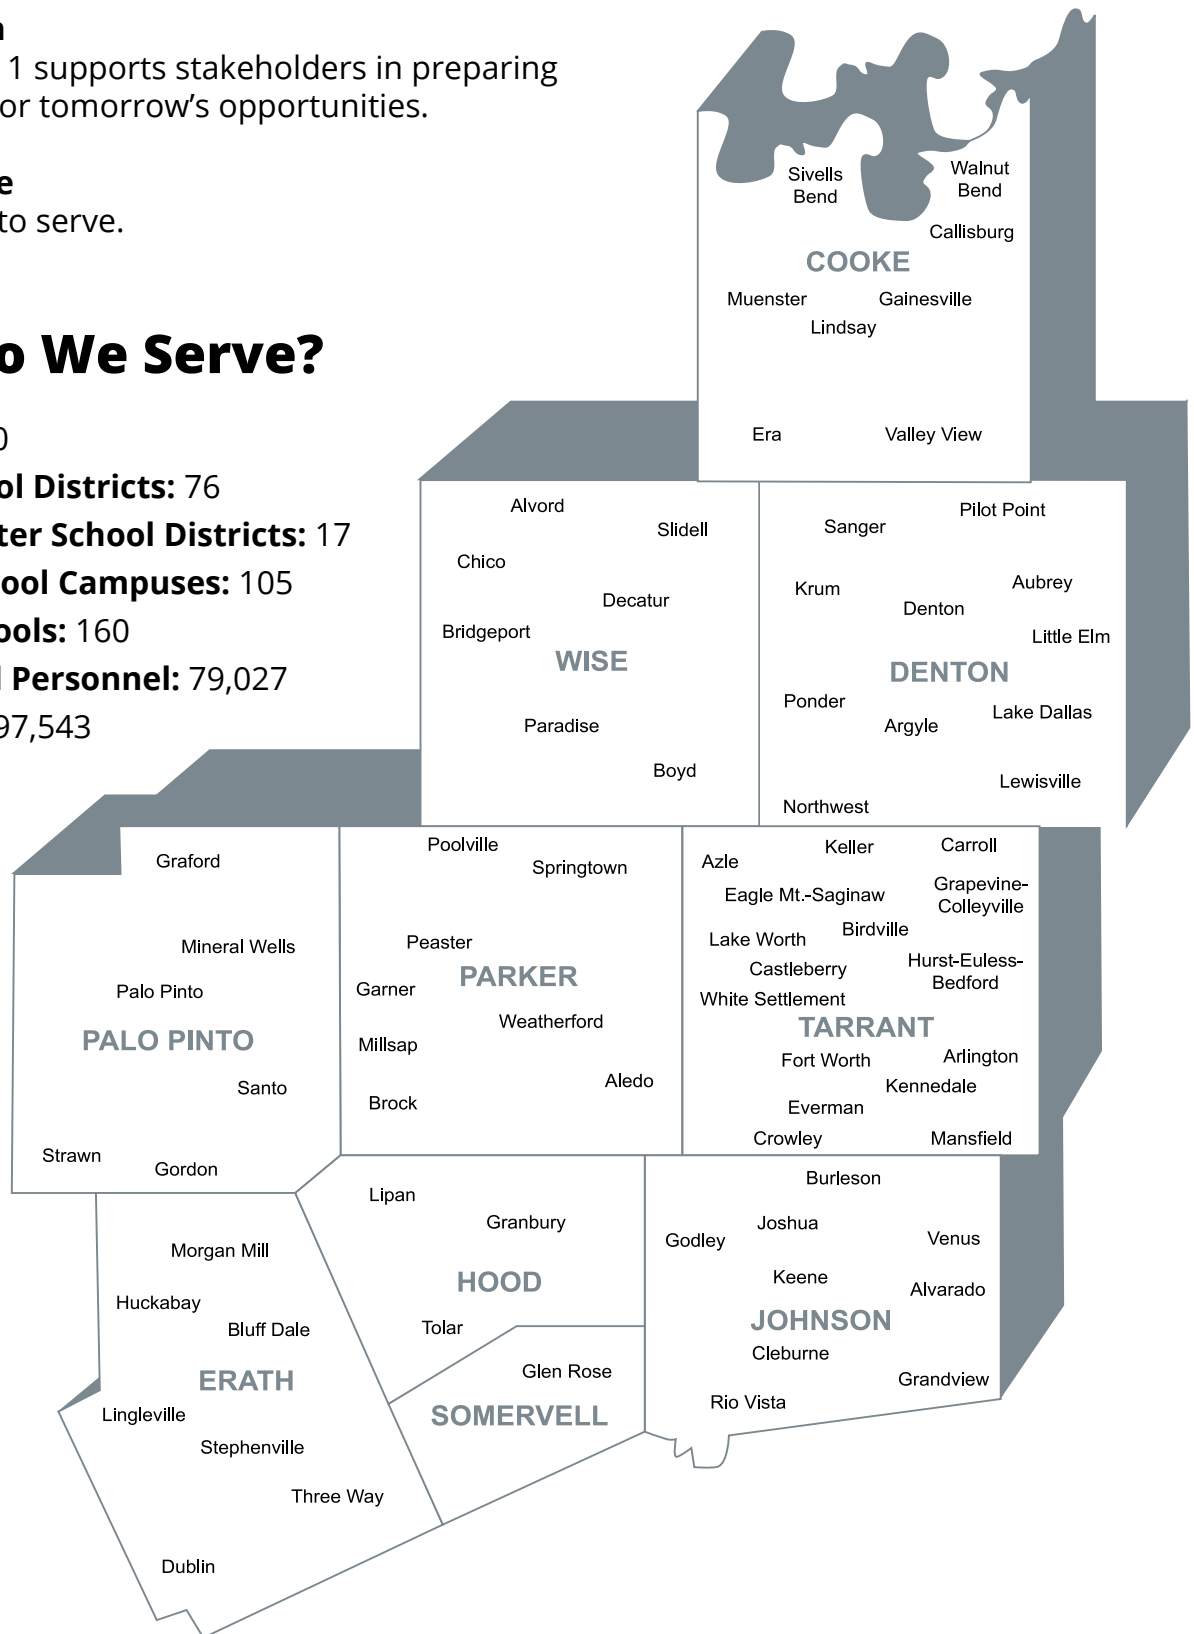 n
1 supports stakeholders in preparing
or tomorrow’s opportunities.
e
to serve.
o We Serve?
0
ol Districts: 76
ter School Districts: 17
ool Campuses: 105
ools: 160
l Personnel: 79,027
97,543
Sivells
Bend
Walnut
Bend
Callisburg
COOKE
Muenster
Gainesville
Lindsay
Era
Valley View
Alvord
Slidell
Chico
Decatur
Bridgeport
WISE
Paradise
Boyd
Pilot Point
Sanger
Aubrey
Krum
Denton
Little Elm
DENTON
Ponder
Lake Dallas
Argyle
Lewisville
Northwest
Graford
Mineral Wells
Palo Pinto
PALO PINTO
Santo
Strawn
Gordon
Poolville
Springtown
Peaster
PARKER
Garner
Weatherford
Millsap
Aledo
Brock
Keller
Carroll
Azle
Eagle Mt.-Saginaw
Grapevine-
Colleyville
Birdville
Lake Worth
Castleberry
Hurst-Euless-
Bedford
White Settlement
TARRANT
Fort Worth
Arlington
Kennedale
Everman
Crowley
Mansfield
Lipan
Granbury
HOOD
Tolar
Glen Rose
SOMERVELL
Burleson
Joshua
Godley
Venus
Keene
Alvarado
JOHNSON
Cleburne
Grandview
Rio Vista
Morgan Mill
Huckabay
Bluff Dale
ERATH
Lingleville
Stephenville
Three Way
Dublin